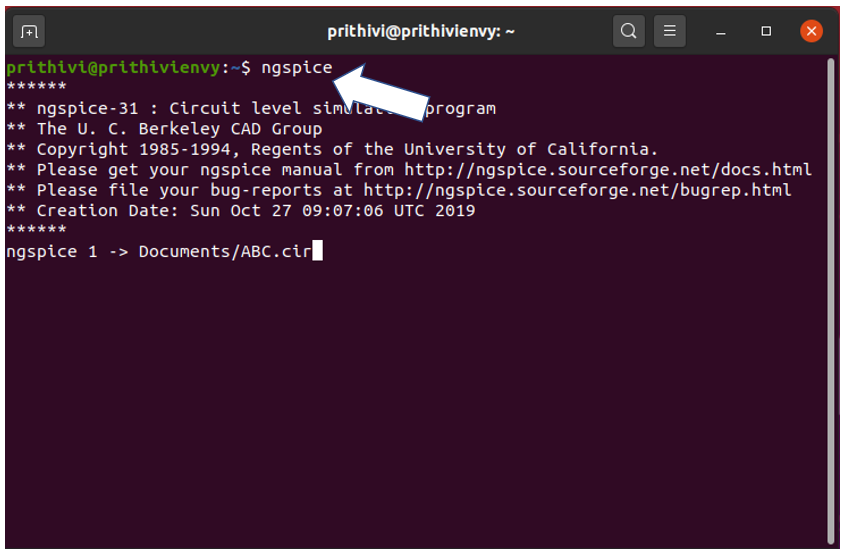 prithivi@prithivienvy: ~
prithivi@prithivienvy:~$ ngspice
******
** ngspice-31 : Circuit level program
** The U. C. Berkeley CAD Group
** Copyright 1985-1994, Regents of the University of California.
** Please get your ngspice manual from http://ngspice.sourceforge.net/docs.html
** Please file your bug-reports at http://ngspice.sourceforge.net/bugrep.html
** Creation Date: Sun Oct 27 09:07:06 UTC 2019
******
ngspice 1 -> Documents/ABC.cir